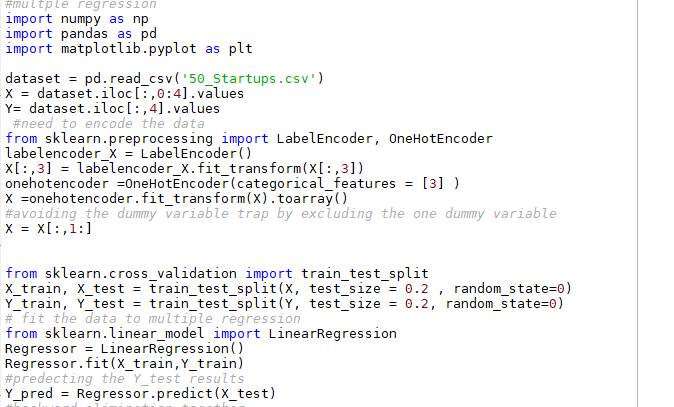 #multple regression
import numpy as np
import pandas as pd
import matplotlib.pyplot as plt
dataset = pd.read_csv('50_Startups.csv')
X = dataset.iloc[:,0:4].values
Y= dataset.iloc[:,4].values
#need to encode the data
from sklearn.preprocessing import LabelEncoder, OneHotEncoder
labelencoder_X = LabelEncoder()
X[:,3] = labelencoder_X.fit_transform(X[:,3])
onehotencoder =OneHotEncoder(categorical_features = [3] )
X =onehotencoder.fit_transform(X).toarray()
#avoiding the dummy variable trap by excluding the one dummy variable
X = X[:,1:]
from sklearn.cross_validation import train_test_split
X_train, X_test = train_test_split(X, test_size = 0.2 , random_state=0)
Y_train, Y_test = train_test_split(Y, test_size = 0.2, random_state=0)
# fit the data to multiple regression
from sklearn.linear_model import LinearRegression
Regressor = LinearRegression()
Regressor.fit(X_train,Y_train)
#predecting the Y_test results
Y_pred = Regressor.predict(X_test)
#backward elimination together